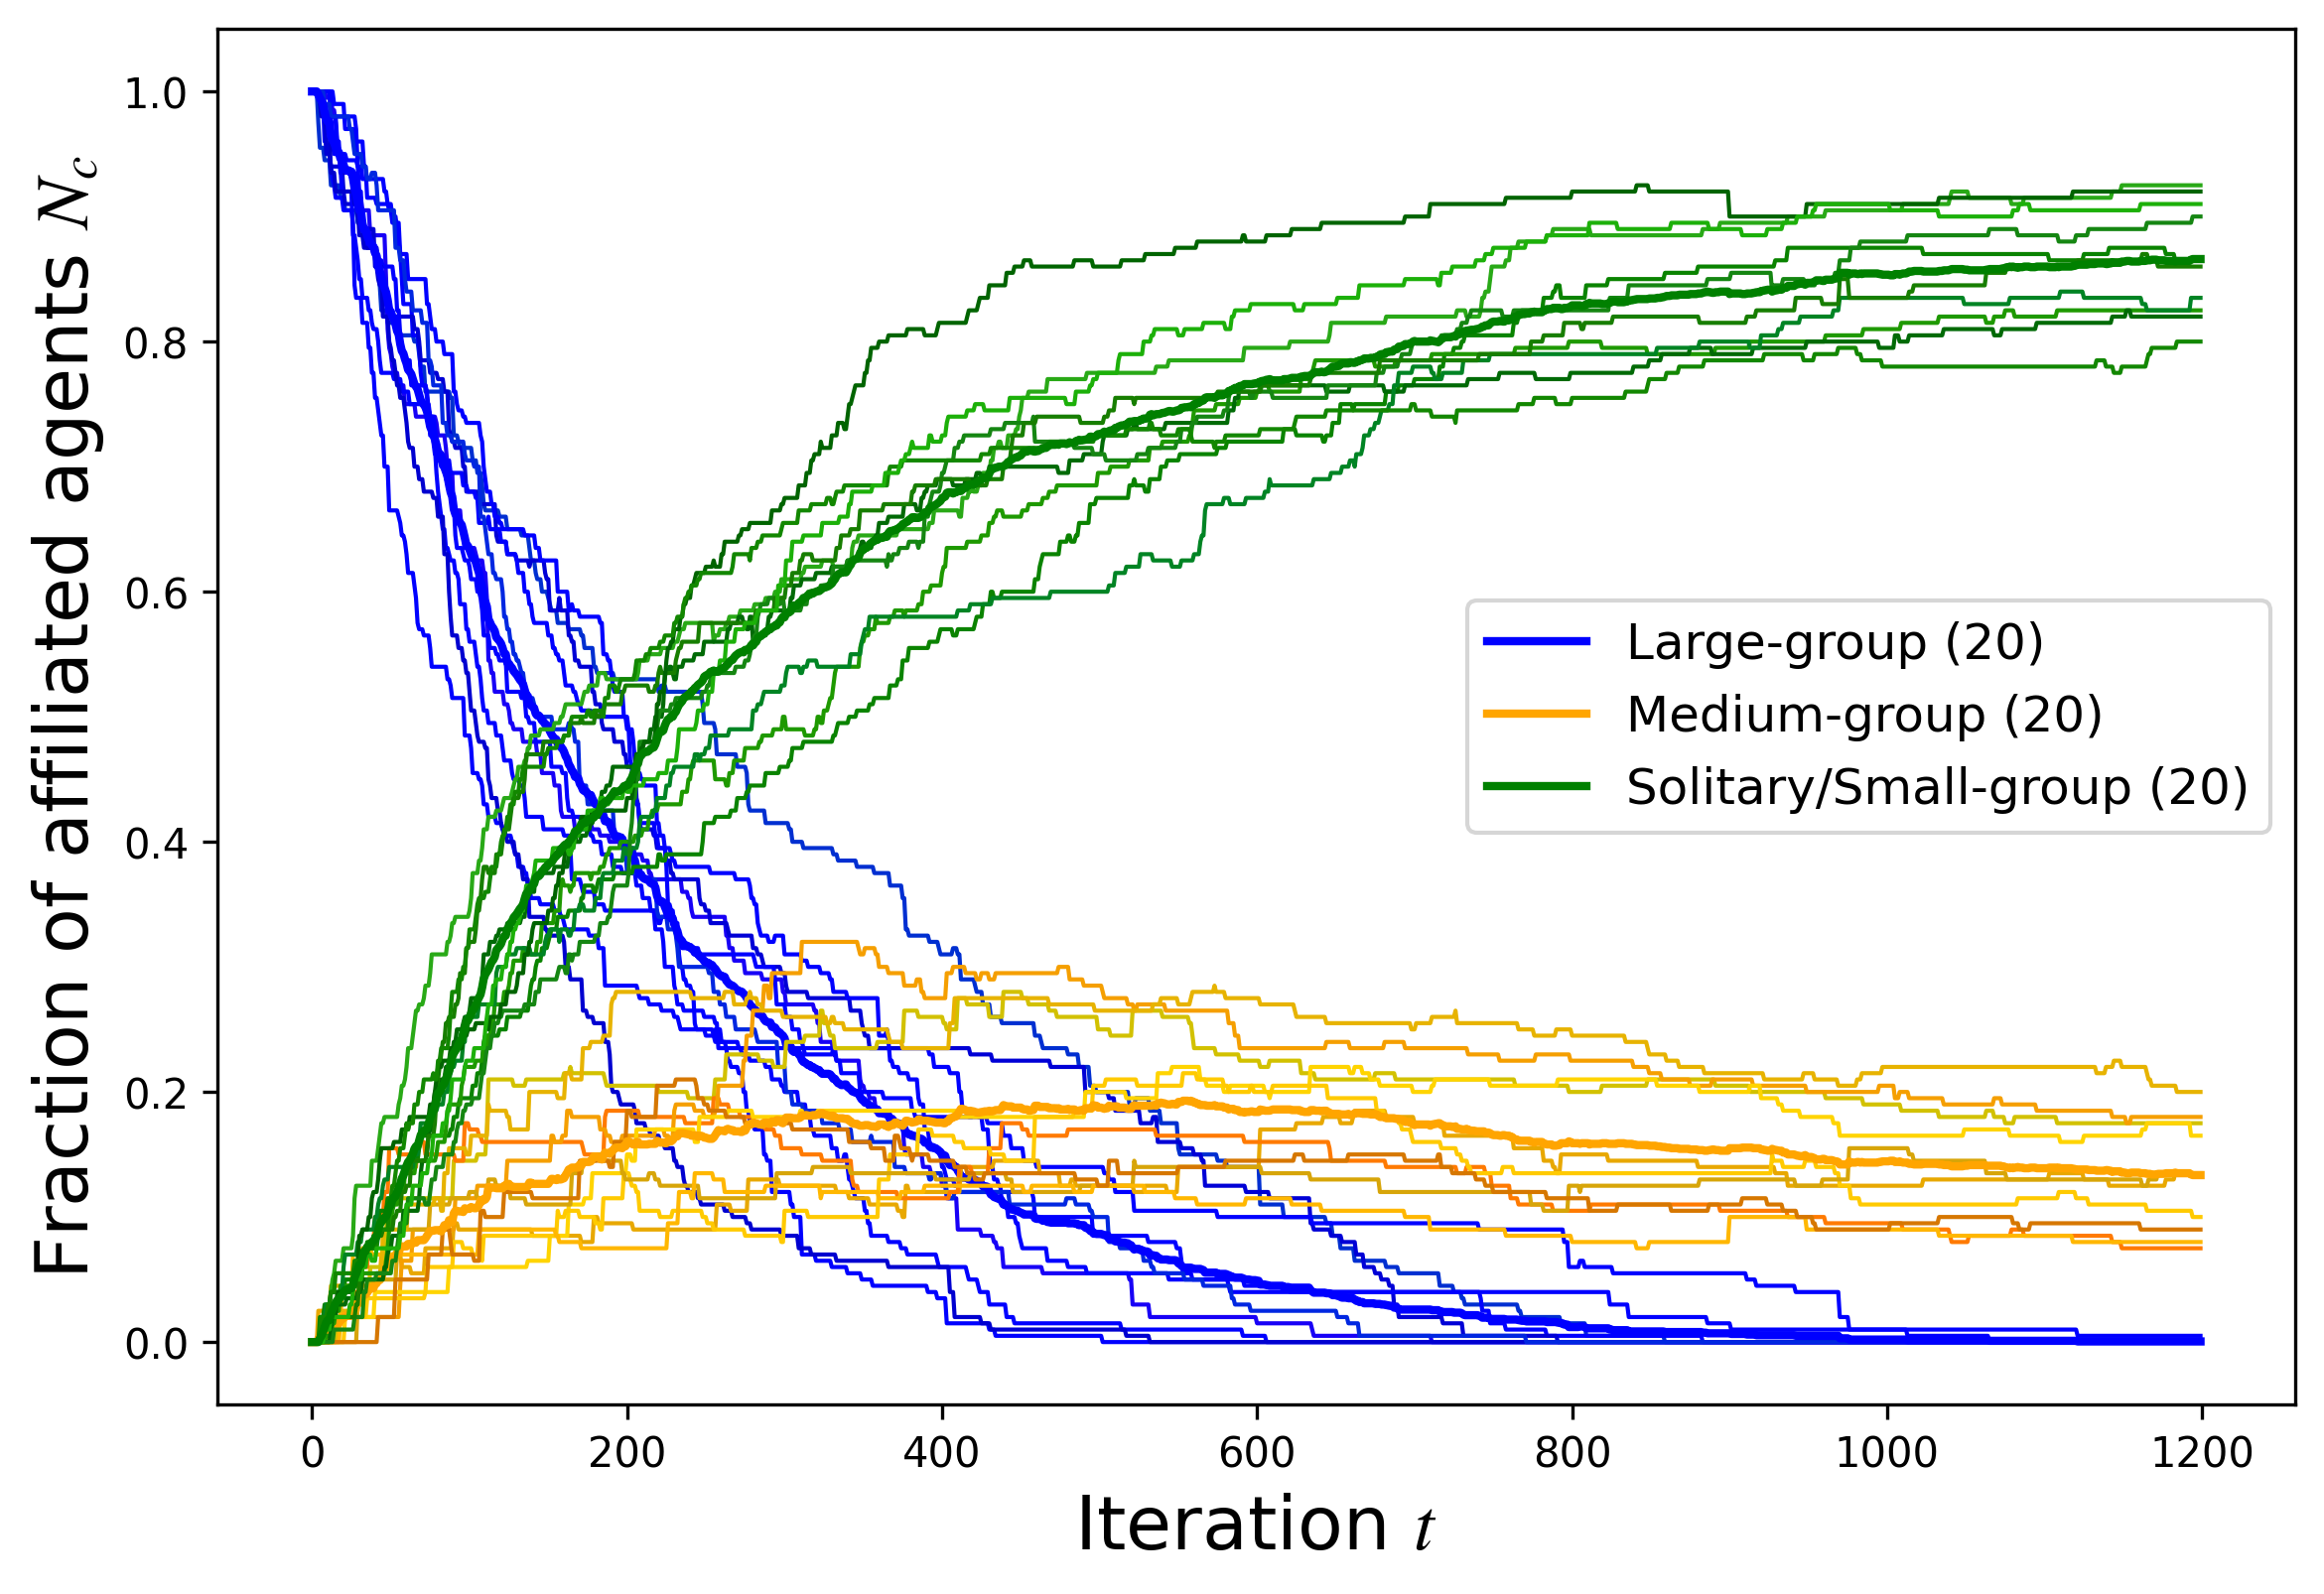 Fraction of affiliated agents N_c
1.0
0.8
0.6
0.4
0.2
0.0
Large-group (20)
Medium-group (20)
Solitary/Small-group (20)
0 200 400 600 800 1000 1200
Iteration t